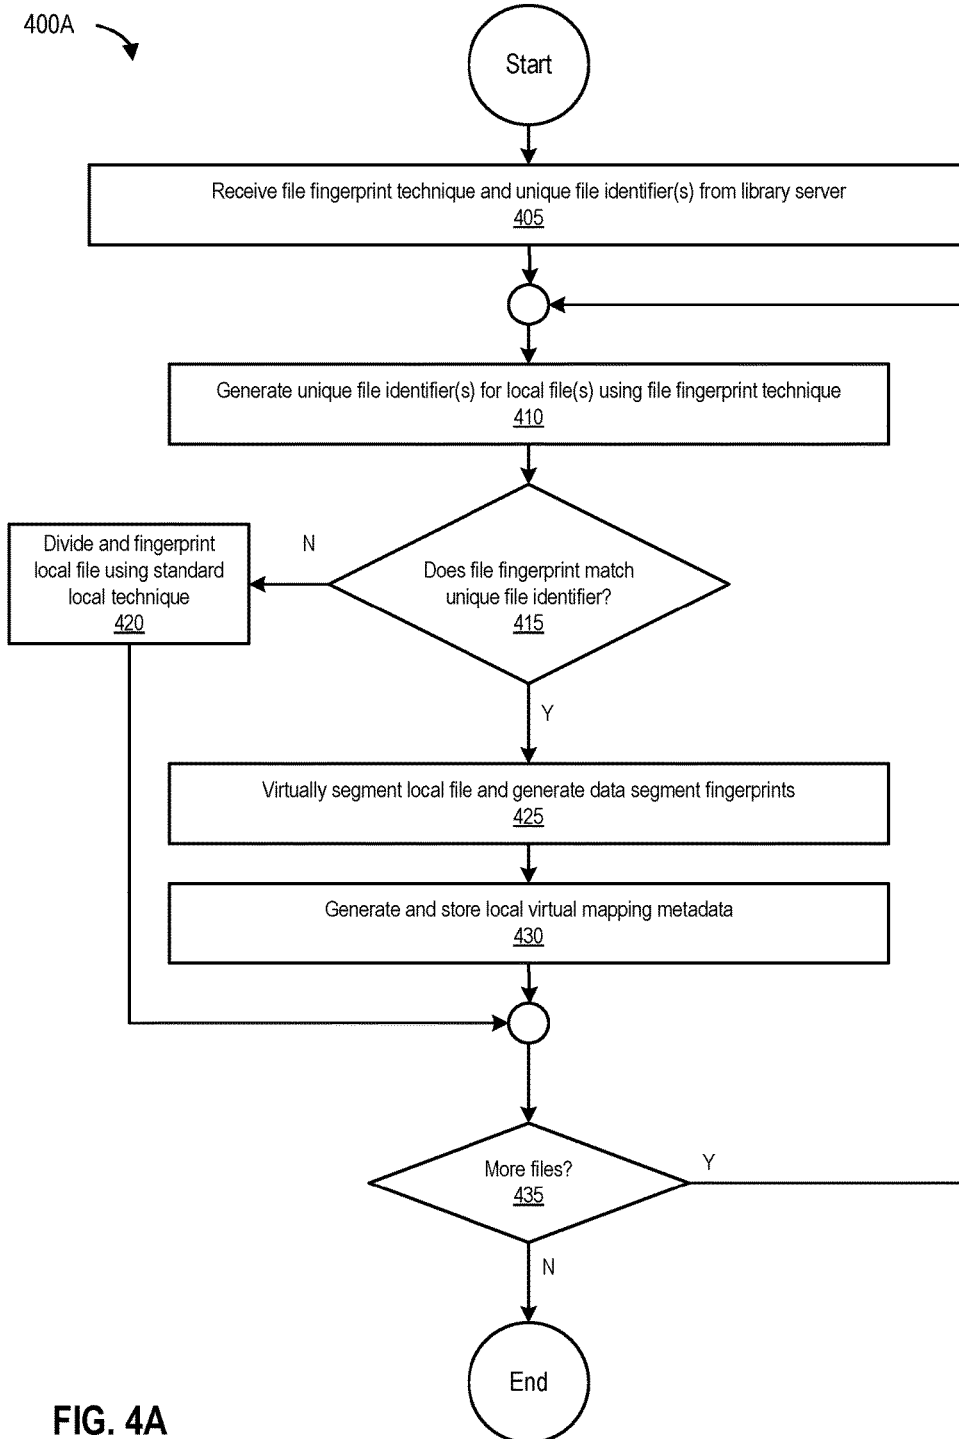 400A
Start
Receive file fingerprint technique and unique file identifier(s) from library server
405
Generate unique file identifier(s) for local file(s) using file fingerprint technique
410
Does file fingerprint match
unique file identifier?
415
N
Divide and fingerprint
local file using standard
local technique
420
Y
Virtually segment local file and generate data segment fingerprints
425
Generate and store local virtual mapping metadata
430
More files?
435
Y
N
End
FIG. 4A